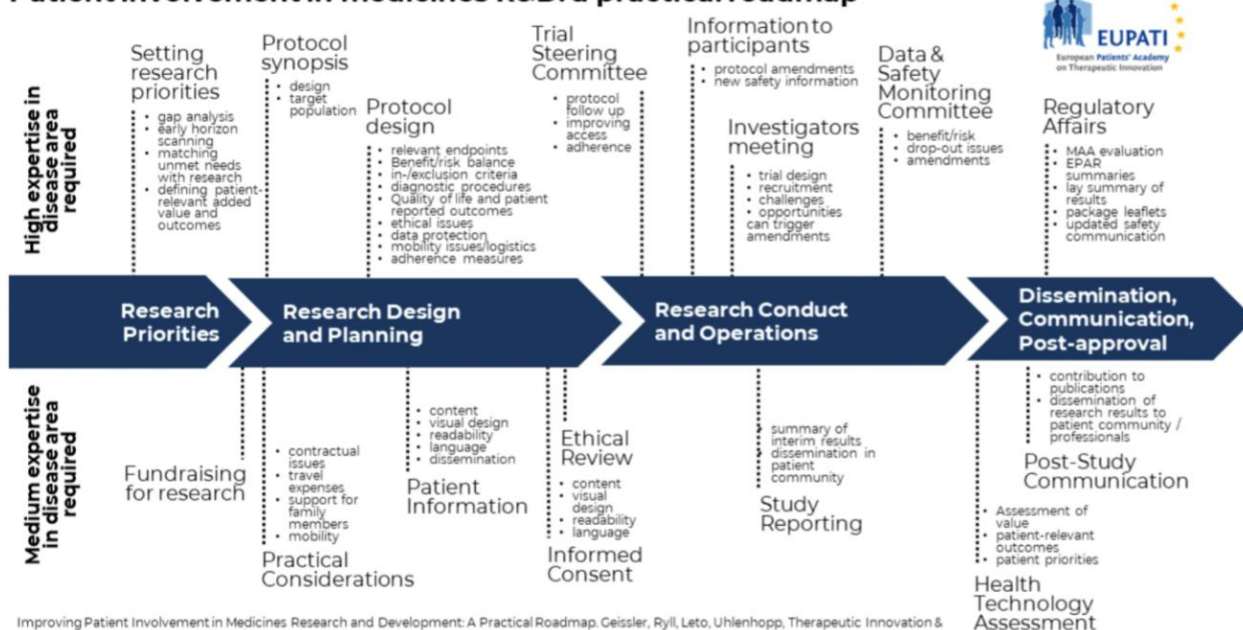 Patient involvement in medicines R&D: a practical roadmap
EUPATI
European Patients' Academy
on Therapeutic Innovation
High expertise in
disease area
required
Setting
research
priorities
• gap analysis
• early horizon
scanning
• matching
unmet needs
with research
• defining patient-
relevant added
value and
outcomes
Protocol
synopsis
• design
• target
population
Protocol
design
• relevant endpoints
• Benefit/risk balance
• in-/exclusion criteria
• diagnostic procedures
• Quality of life and patient
reported outcomes
• ethical issues
• data protection
• mobility issues/logistics
• adherence measures
Trial
Steering
Committee
• protocol
follow up
• improving
access
• adherence
Information to
participants
• protocol amendments
• new safety information
Investigators
meeting
• trial design
• recruitment
• challenges
• opportunities
can trigger
amendments
Data &
Safety
Monitoring
Committee
• benefit/risk
• drop-out issues
• amendments
Regulatory
Affairs
• MAA evaluation
• EPAR
summaries
• lay summary of
results
• package leaflets
• updated safety
communication
Research
Priorities
Research Design
and Planning
Research Conduct
and Operations
Dissemination,
Communication,
Post-approval
Medium expertise
in disease area
required
Fundraising
for research
• contractual
issues
• travel
expenses
• support for
family
members
• mobility
Practical
Considerations
• content
• visual design
• readability
• language
• dissemination
Patient
Information
Ethical
Review
• content
• visual
design
• readability
• language
Informed
Consent
• summary of
interim results
• dissemination in
patient
community
Study
Reporting
• contribution to
publications
• dissemination of
research results to
patient community /
professionals
Post-Study
Communication
• Assessment of
value
• patient-relevant
outcomes
• patient priorities
Health
Technology
Assessment
Improving Patient Involvement in Medicines Research and Development: A Practical Roadmap. Geissler, Ryll, Leto, Uhlenhopp, Therapeutic Innovation &